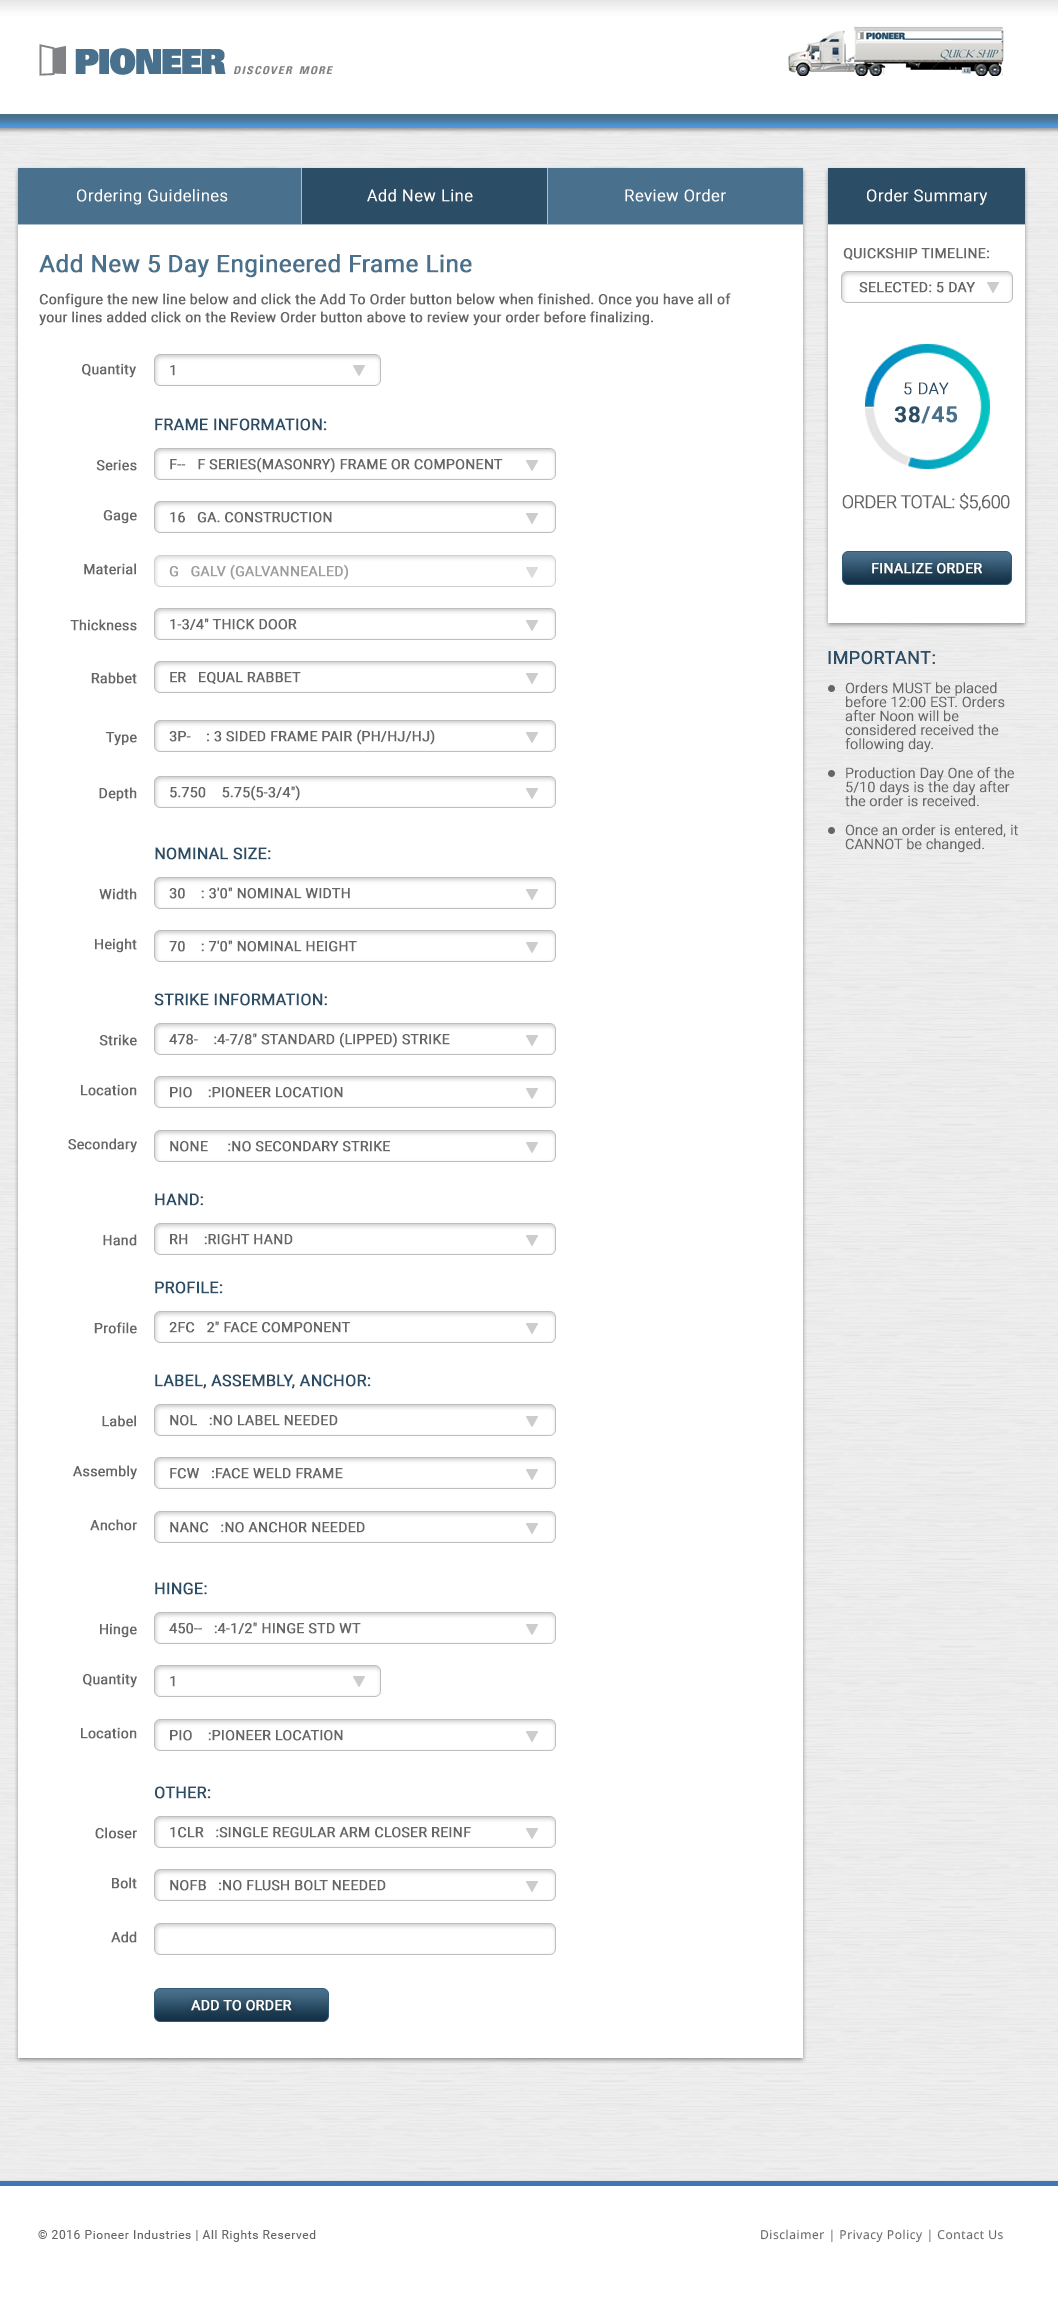 PIONEER DISCOVER MORE
PIONEER
QUICK SHIP
Ordering Guidelines
Add New Line
Review Order
Add New 5 Day Engineered Frame Line
Configure the new line below and click the Add To Order button below when finished. Once you have all of
your lines added click on the Review Order button above to review your order before finalizing.
Quantity 1
FRAME INFORMATION:
Series F-- F SERIES(MASONRY) FRAME OR COMPONENT
Gage 16 GA. CONSTRUCTION
Material G GALV (GALVANNEALED)
Thickness 1-3/4" THICK DOOR
Rabbet ER EQUAL RABBET
Type 3P- : 3 SIDED FRAME PAIR (PH/HJ/HJ)
Depth 5.750 5.75(5-3/4")
NOMINAL SIZE:
Width 30 : 3'0" NOMINAL WIDTH
Height 70 : 7'0" NOMINAL HEIGHT
STRIKE INFORMATION:
Strike 478- :4-7/8" STANDARD (LIPPED) STRIKE
Location PIO :PIONEER LOCATION
Secondary NONE :NO SECONDARY STRIKE
HAND:
Hand RH :RIGHT HAND
PROFILE:
Profile 2FC 2" FACE COMPONENT
LABEL, ASSEMBLY, ANCHOR:
Label NOL :NO LABEL NEEDED
Assembly FCW :FACE WELD FRAME
Anchor NANC :NO ANCHOR NEEDED
HINGE:
Hinge 450-- :4-1/2" HINGE STD WT
Quantity 1
Location PIO :PIONEER LOCATION
OTHER:
Closer 1CLR :SINGLE REGULAR ARM CLOSER REINF
Bolt NOFB :NO FLUSH BOLT NEEDED
Add
ADD TO ORDER
Order Summary
QUICKSHIP TIMELINE:
SELECTED: 5 DAY
5 DAY
38/45
ORDER TOTAL: $5,600
FINALIZE ORDER
IMPORTANT:
• Orders MUST be placed
before 12:00 EST. Orders
after Noon will be
considered received the
following day.
• Production Day One of the
5/10 days is the day after
the order is received.
• Once an order is entered, it
CANNOT be changed.
© 2016 Pioneer Industries | All Rights Reserved
Disclaimer | Privacy Policy | Contact Us